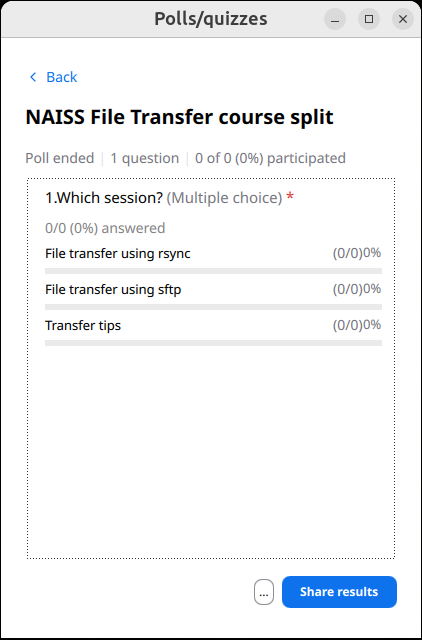 Polls/quizzes
Back
NAISS File Transfer course split
Poll ended | 1 question | 0 of 0 (0%) participated
1.Which session? (Multiple choice) *
0/0 (0%) answered
File transfer using rsync (0/0)0%
File transfer using sftp (0/0)0%
Transfer tips (0/0)0%
... Share results